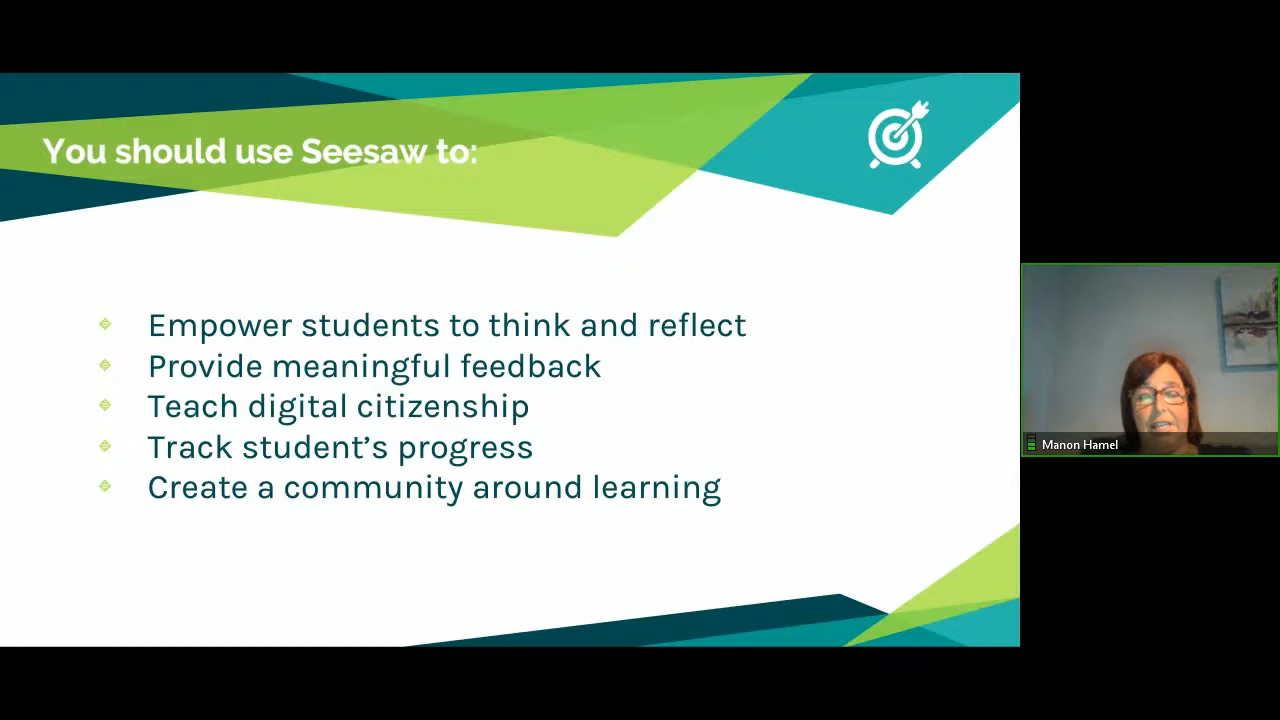 You should use Seesaw to:
Empower students to think and reflect
Provide meaningful feedback
Teach digital citizenship
Track student’s progress
Create a community around learning
Manon Hamel